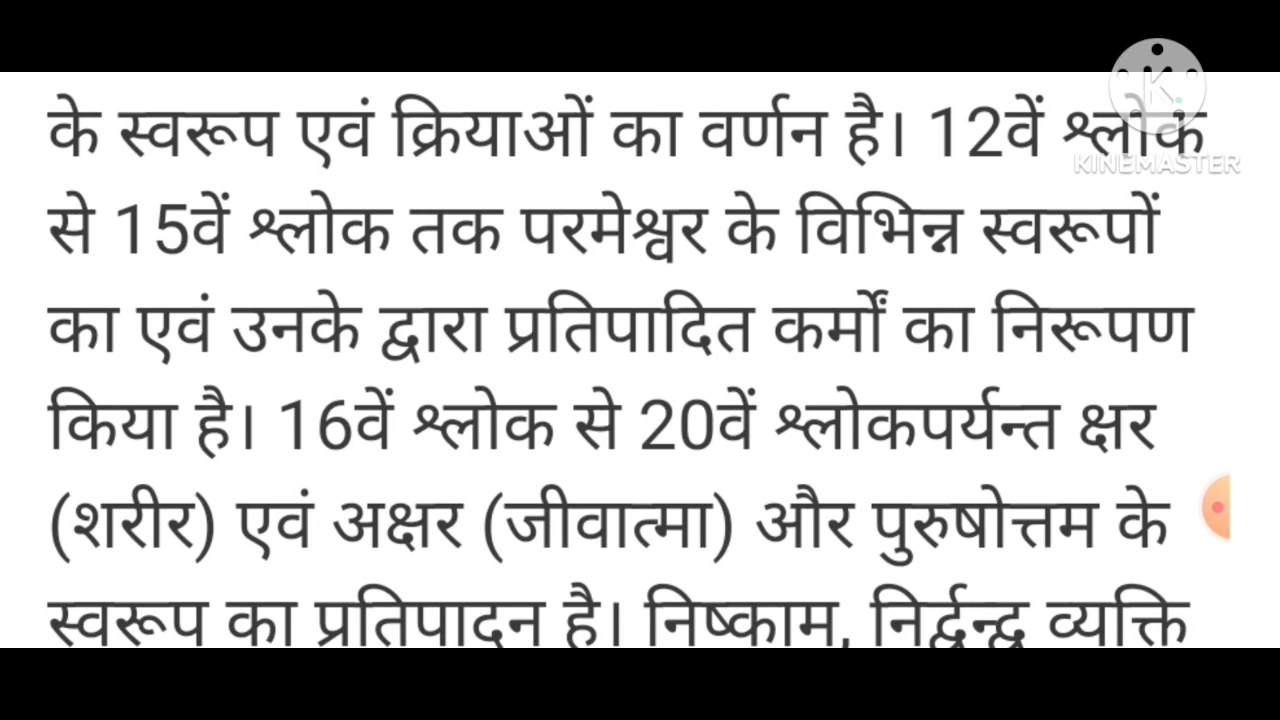 के स्वरूप एवं क्रियाओं का वर्णन है। 12वें श्लोक
KINEMASTER
से 15वें श्लोक तक परमेश्वर के विभिन्न स्वरूपों
का एवं उनके द्वारा प्रतिपादित कर्मों का निरूपण
किया है। 16वें श्लोक से 20वें श्लोकपर्यन्त क्षर
(शरीर) एवं अक्षर (जीवात्मा) और पुरुषोत्तम के
स्वरूप का प्रतिपादन है। निष्काम, निर्द्वन्द्व व्यक्ति